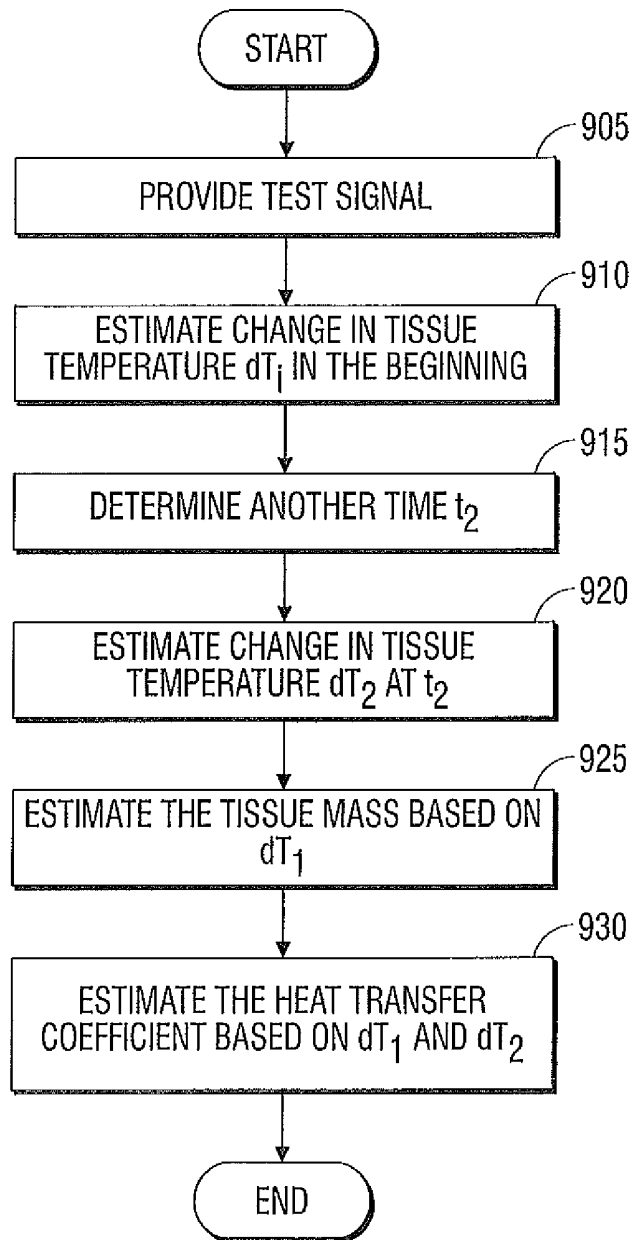 START
905
PROVIDE TEST SIGNAL
910
ESTIMATE CHANGE IN TISSUE
TEMPERATURE dTi IN THE BEGINNING
915
DETERMINE ANOTHER TIME t2
920
ESTIMATE CHANGE IN TISSUE
TEMPERATURE dT2 AT t2
925
ESTIMATE THE TISSUE MASS BASED ON
dT1
930
ESTIMATE THE HEAT TRANSFER
COEFFICIENT BASED ON dT1 AND dT2
END